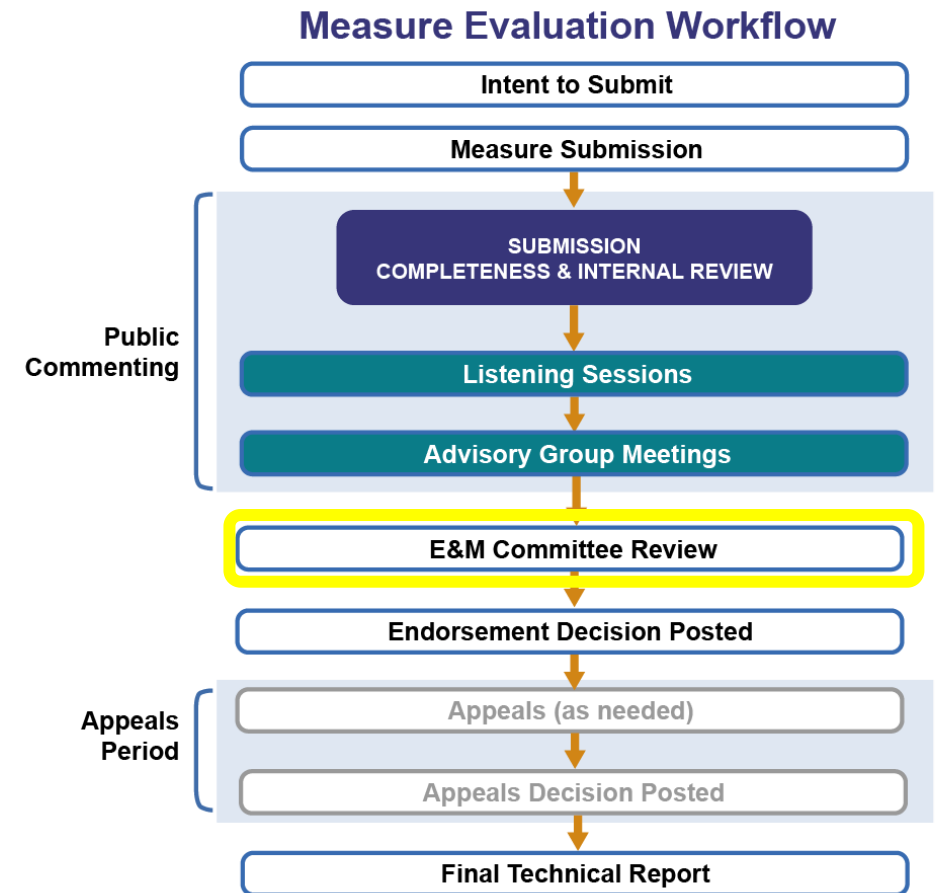 Measure Evaluation Workflow
Intent to Submit
Measure Submission
SUBMISSION
COMPLETENESS & INTERNAL REVIEW
Public
Commenting
Listening Sessions
Advisory Group Meetings
E&M Committee Review
Endorsement Decision Posted
Appeals
Period
Appeals (as needed)
Appeals Decision Posted
Final Technical Report